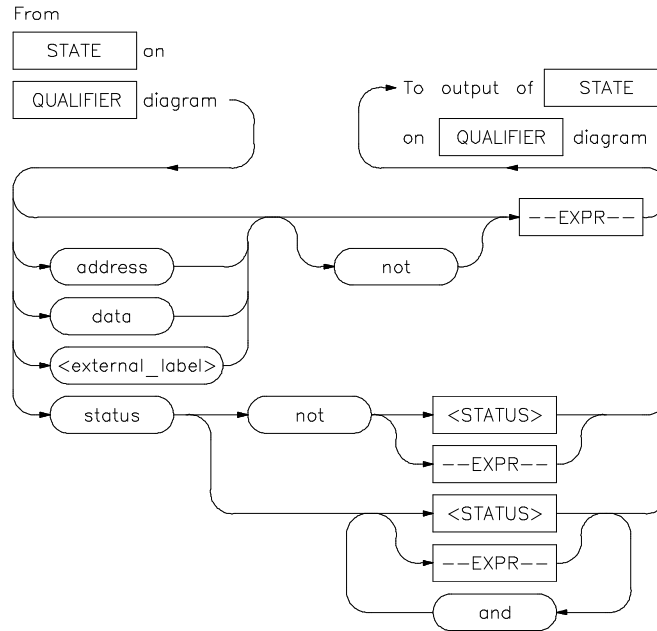 From
STATE on
QUALIFIER diagram
To output of STATE
on QUALIFIER diagram
--EXPR--
address
not
data
<external_label>
status
not
<STATUS>
--EXPR--
<STATUS>
--EXPR--
and